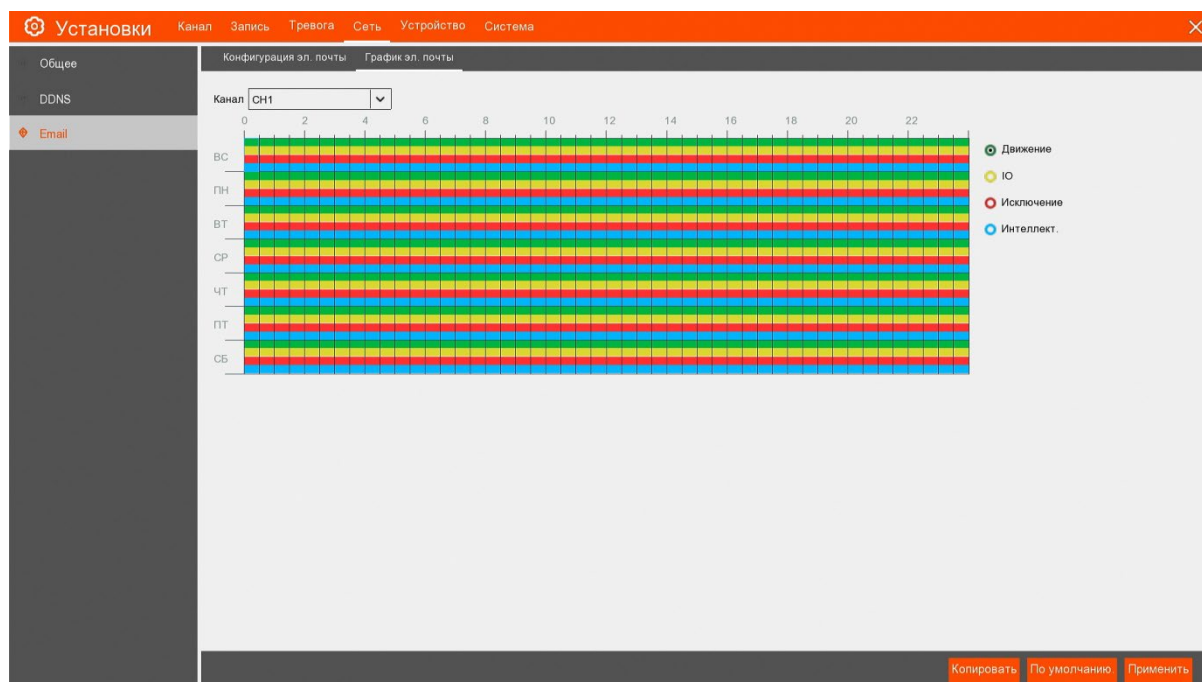 Установки Канал Запись Тревога Сеть Устройство Система
Общее
DDNS
Email
Конфигурация эл. почты График эл. почты
Канал CH1
0 2 4 6 8 10 12 14 16 18 20 22
ВС
ПН
ВТ
СР
ЧТ
ПТ
СБ
Движение
IO
Исключение
Интеллект.
Копировать По умолчанию Применить